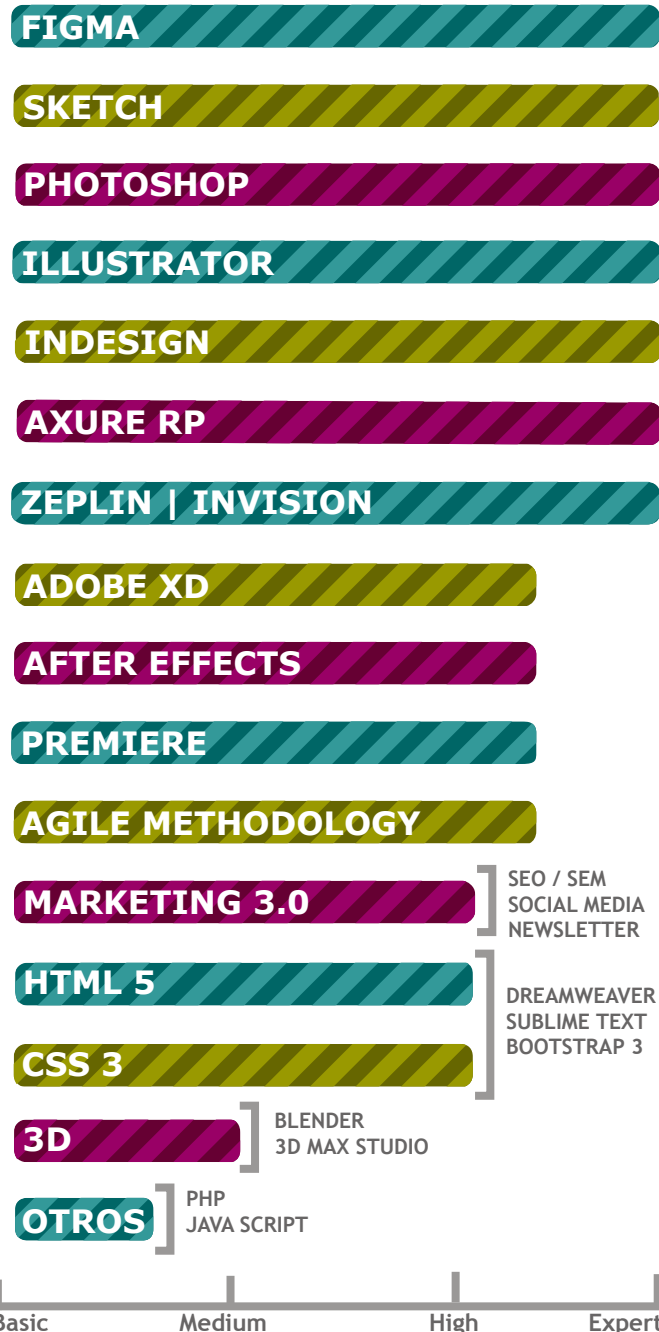 FIGMA
SKETCH
PHOTOSHOP
ILLUSTRATOR
INDESIGN
AXURE RP
ZEPLIN | INVISION
ADOBE XD
AFTER EFFECTS
PREMIERE
AGILE METHODOLOGY
MARKETING 3.0
SEO / SEM
SOCIAL MEDIA
NEWSLETTER
HTML 5
CSS 3
DREAMWEAVER
SUBLIME TEXT
BOOTSTRAP 3
3D
BLENDER
3D MAX STUDIO
OTROS
PHP
JAVA SCRIPT
Basic Medium High Expert